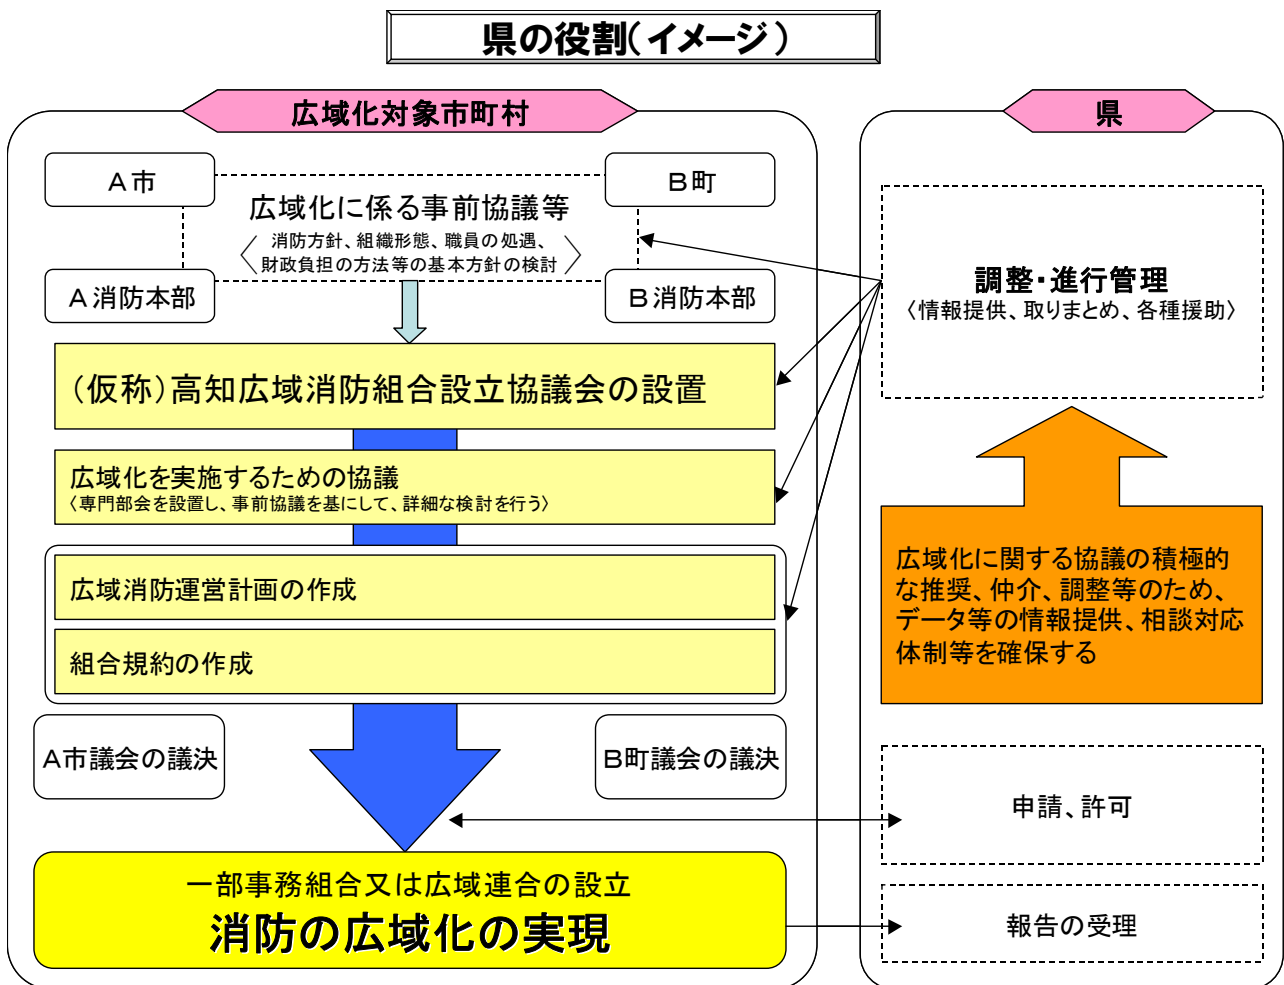 県の役割(イメージ)
広域化対象市町村
A市
B町
広域化に係る事前協議等
〈消防方針、組織形態、職員の処遇、
財政負担の方法等の基本方針の検討〉
A消防本部
B消防本部
(仮称)高知広域消防組合設立協議会の設置
広域化を実施するための協議
〈専門部会を設置し、事前協議を基にして、詳細な検討を行う〉
広域消防運営計画の作成
組合規約の作成
A市議会の議決
B町議会の議決
一部事務組合又は広域連合の設立
消防の広域化の実現
県
調整・進行管理
〈情報提供、取りまとめ、各種援助〉
広域化に関する協議の積極的
な推奨、仲介、調整等のため、
データ等の情報提供、相談対応
体制等を確保する
申請、許可
報告の受理